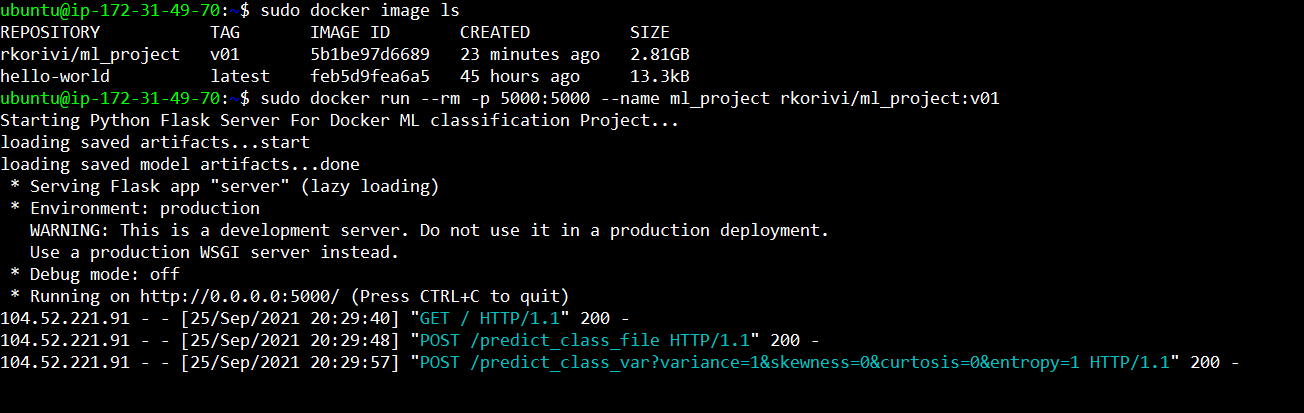 ubuntu@ip-172-31-49-70:~$ sudo docker image ls
REPOSITORY          TAG       IMAGE ID       CREATED          SIZE
rkorivi/ml_project   v01       5b1be97d6689   23 minutes ago   2.81GB
hello-world          latest    feb5d9fea6a5   45 hours ago     13.3kB
ubuntu@ip-172-31-49-70:~$ sudo docker run --rm -p 5000:5000 --name ml_project rkorivi/ml_project:v01
Starting Python Flask Server For Docker ML classification Project...
loading saved artifacts...start
loading saved model artifacts...done
 * Serving Flask app "server" (lazy loading)
 * Environment: production
   WARNING: This is a development server. Do not use it in a production deployment.
   Use a production WSGI server instead.
 * Debug mode: off
 * Running on http://0.0.0.0:5000/ (Press CTRL+C to quit)
104.52.221.91 - - [25/Sep/2021 20:29:40] "GET / HTTP/1.1" 200 -
104.52.221.91 - - [25/Sep/2021 20:29:48] "POST /predict_class_file HTTP/1.1" 200 -
104.52.221.91 - - [25/Sep/2021 20:29:57] "POST /predict_class_var?variance=1&skewness=0&curtosis=0&entropy=1 HTTP/1.1" 200 -